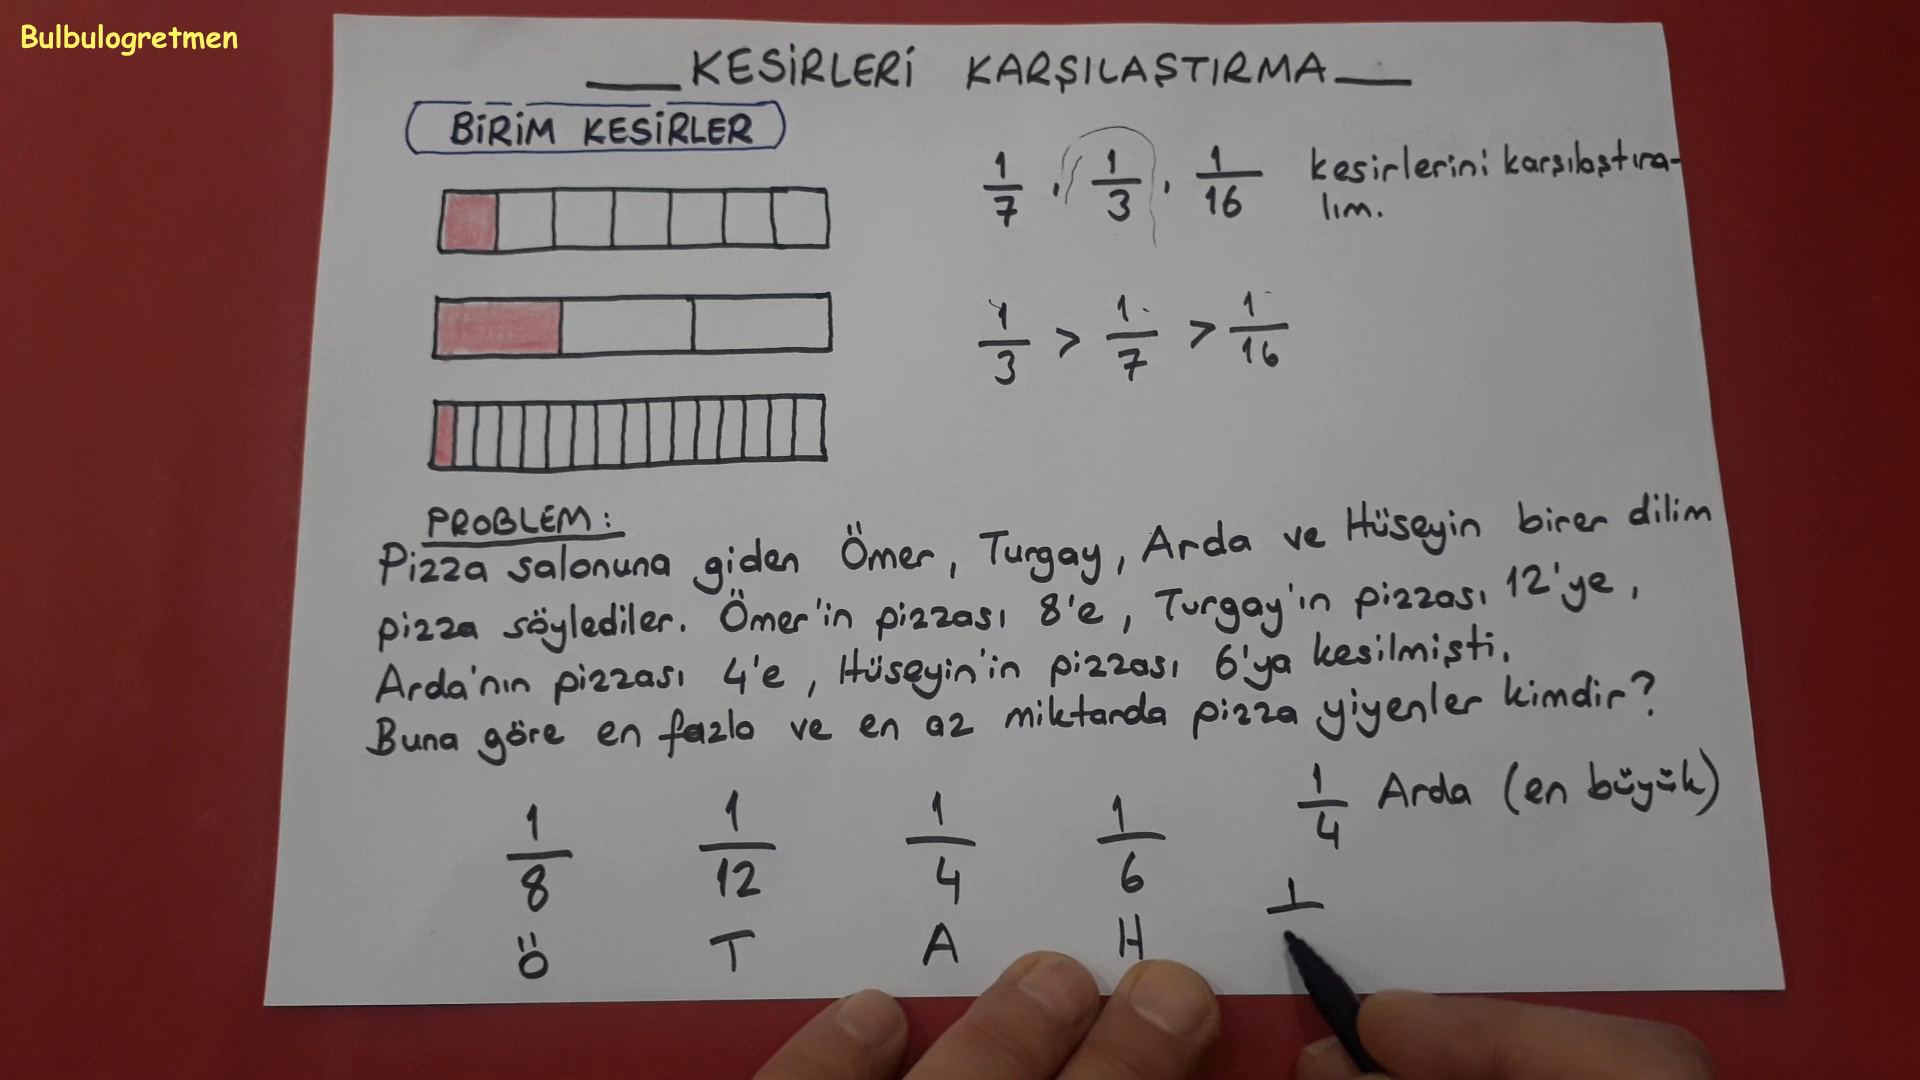 Bulbulogretmen
KESİRLERİ KARŞILAŞTIRMA
BİRİM KESİRLER
1/7, 1/3, 1/16 kesirlerini karşılaştıra-
lım.
1/3 > 1/7 > 1/16
PROBLEM:
Pizza salonuna giden Ömer, Turgay, Arda ve Hüseyin birer dilim
pizza söylediler. Ömer'in pizzası 8'e, Turgay'ın pizzası 12'ye,
Arda'nın pizzası 4'e, Hüseyin'in pizzası 6'ya kesilmişti.
Buna göre en fazla ve en az miktarda pizza yiyenler kimdir?
1/4 Arda (en büyük)
1/8 1/12 1/4 1/6
1
Ö T A H